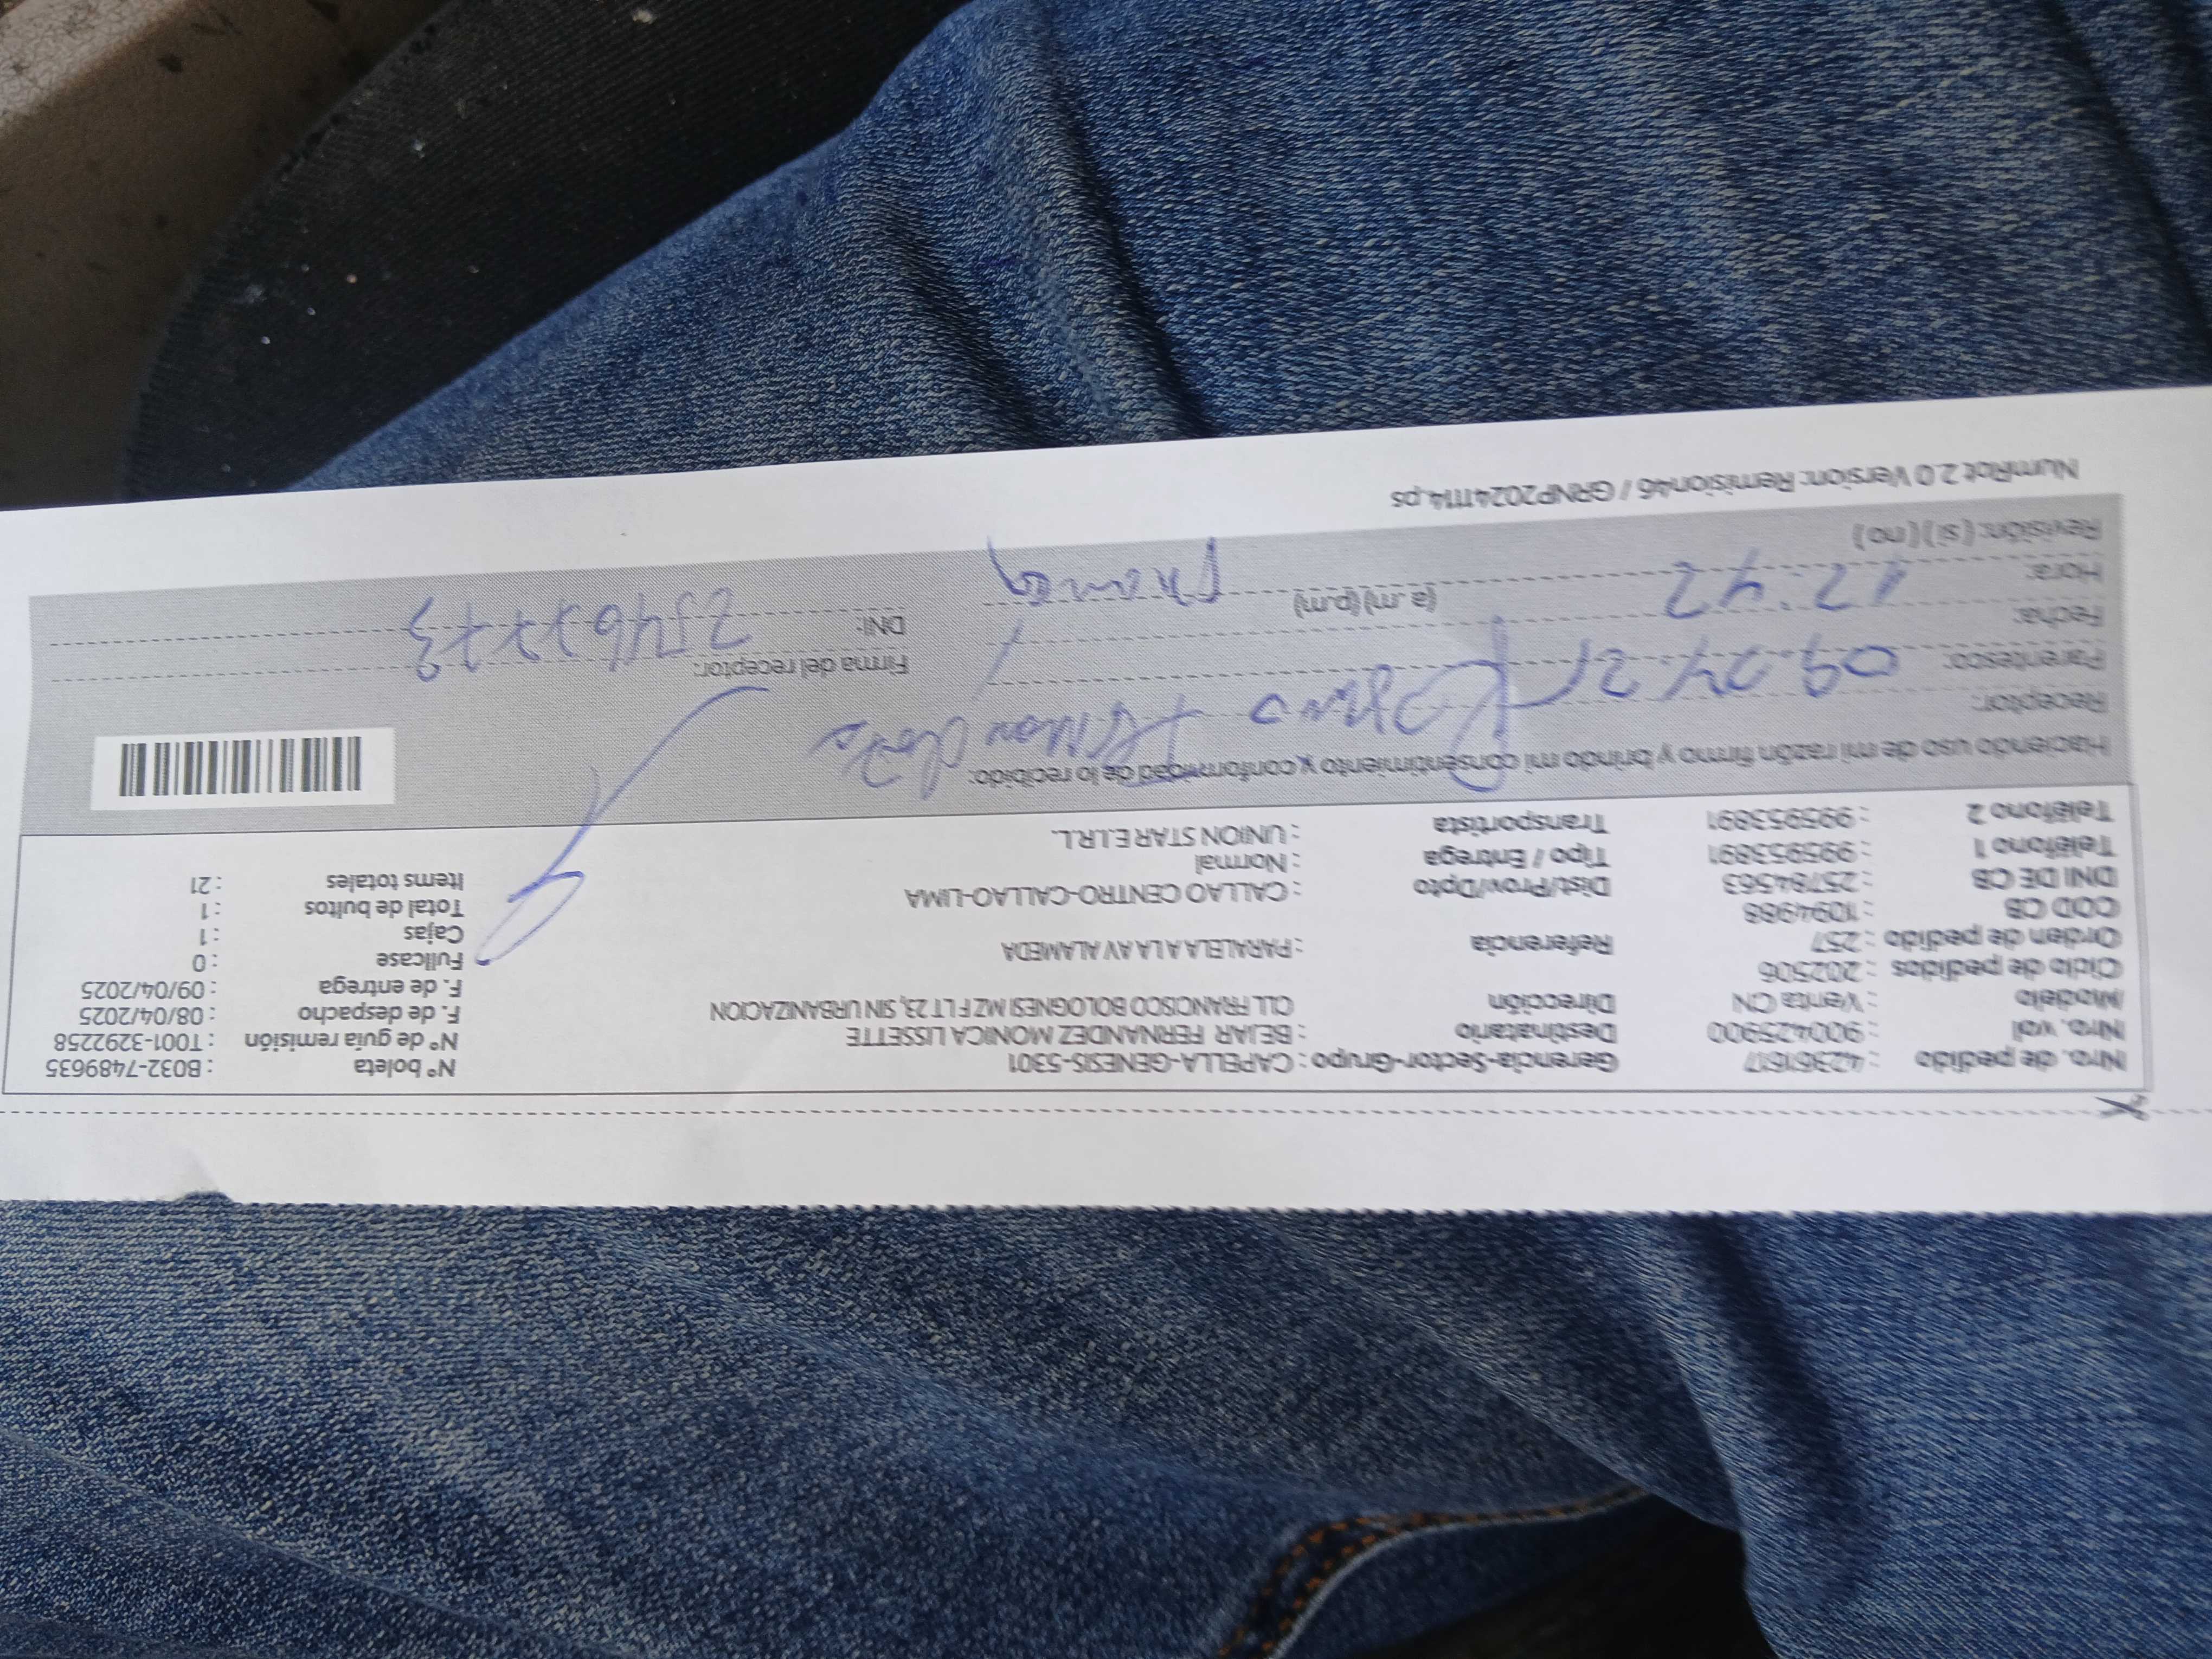 Nro. de pedido : 42361617 Gerencia-Sector-Grupo : CAPELLA-GENESIS-5301 N° boleta : B032-7489635
Nro. vol : 900425900 Destinatario : BEJAR FERNANDEZ MONICA LISSETTE N° de guía remisión : T001-3292258
Modelo : Venta CN Dirección CLL FRANCISCO BOLOGNESI MZ F LT 23, SIN URBANIZACION F. de despacho : 08/04/2025
Ciclo de pedidos : 202506 F. de entrega : 09/04/2025
Orden de pedido : 257 Referencia : PARALELA A LA AV ALAMEDA Fullcase : 0
COD CB : 1094988 Cajas : 1
DNI DE CB : 25784563 Dist/Prov/Dpto : CALLAO CENTRO-CALLAO-LIMA Total de bultos : 1
Teléfono 1 : 995953891 Tipo / Entrega : Normal Items totales : 21
Teléfono 2 : 995953891 Transportista : UNION STAR E.I.R.L.
Haciendo uso de mi razón firmo y brindo mi consentimiento y conformidad de lo recibido:
Receptor:
Parentesco: Firma del receptor:
Fecha: 09.04.25 DNI: 25467773
Hora: 12:42 (a.m)(p.m)
Revisión: (si)(no)
NumRot 2.0 Version: Remision46 / GRNP20241114.ps